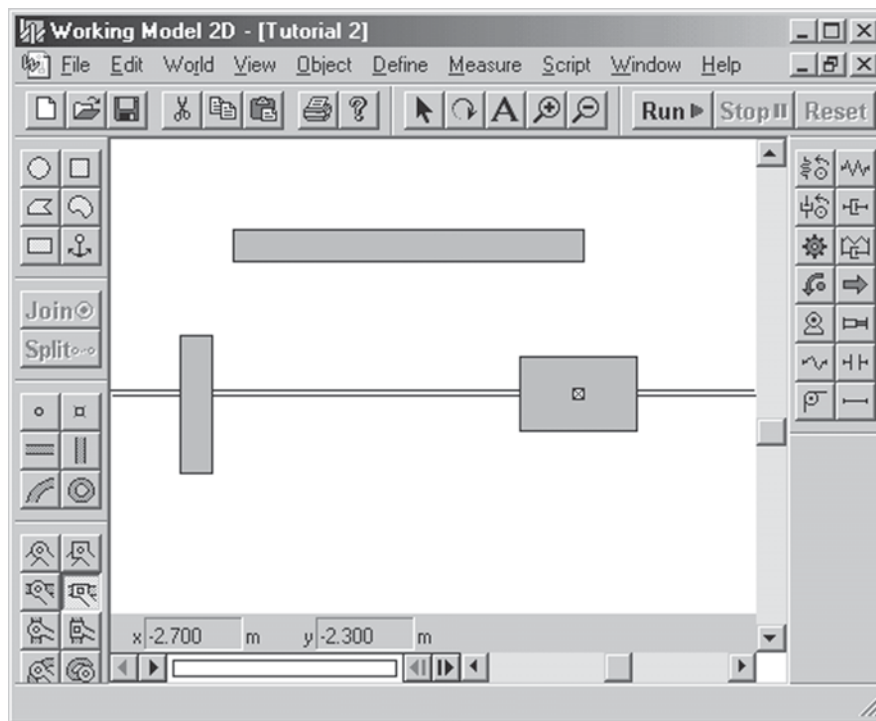 Working Model 2D - [Tutorial 2]
File Edit World View Object Define Measure Script Window Help
A Run Stop Reset
Join
Split
x -2.700 m y -2.300 m